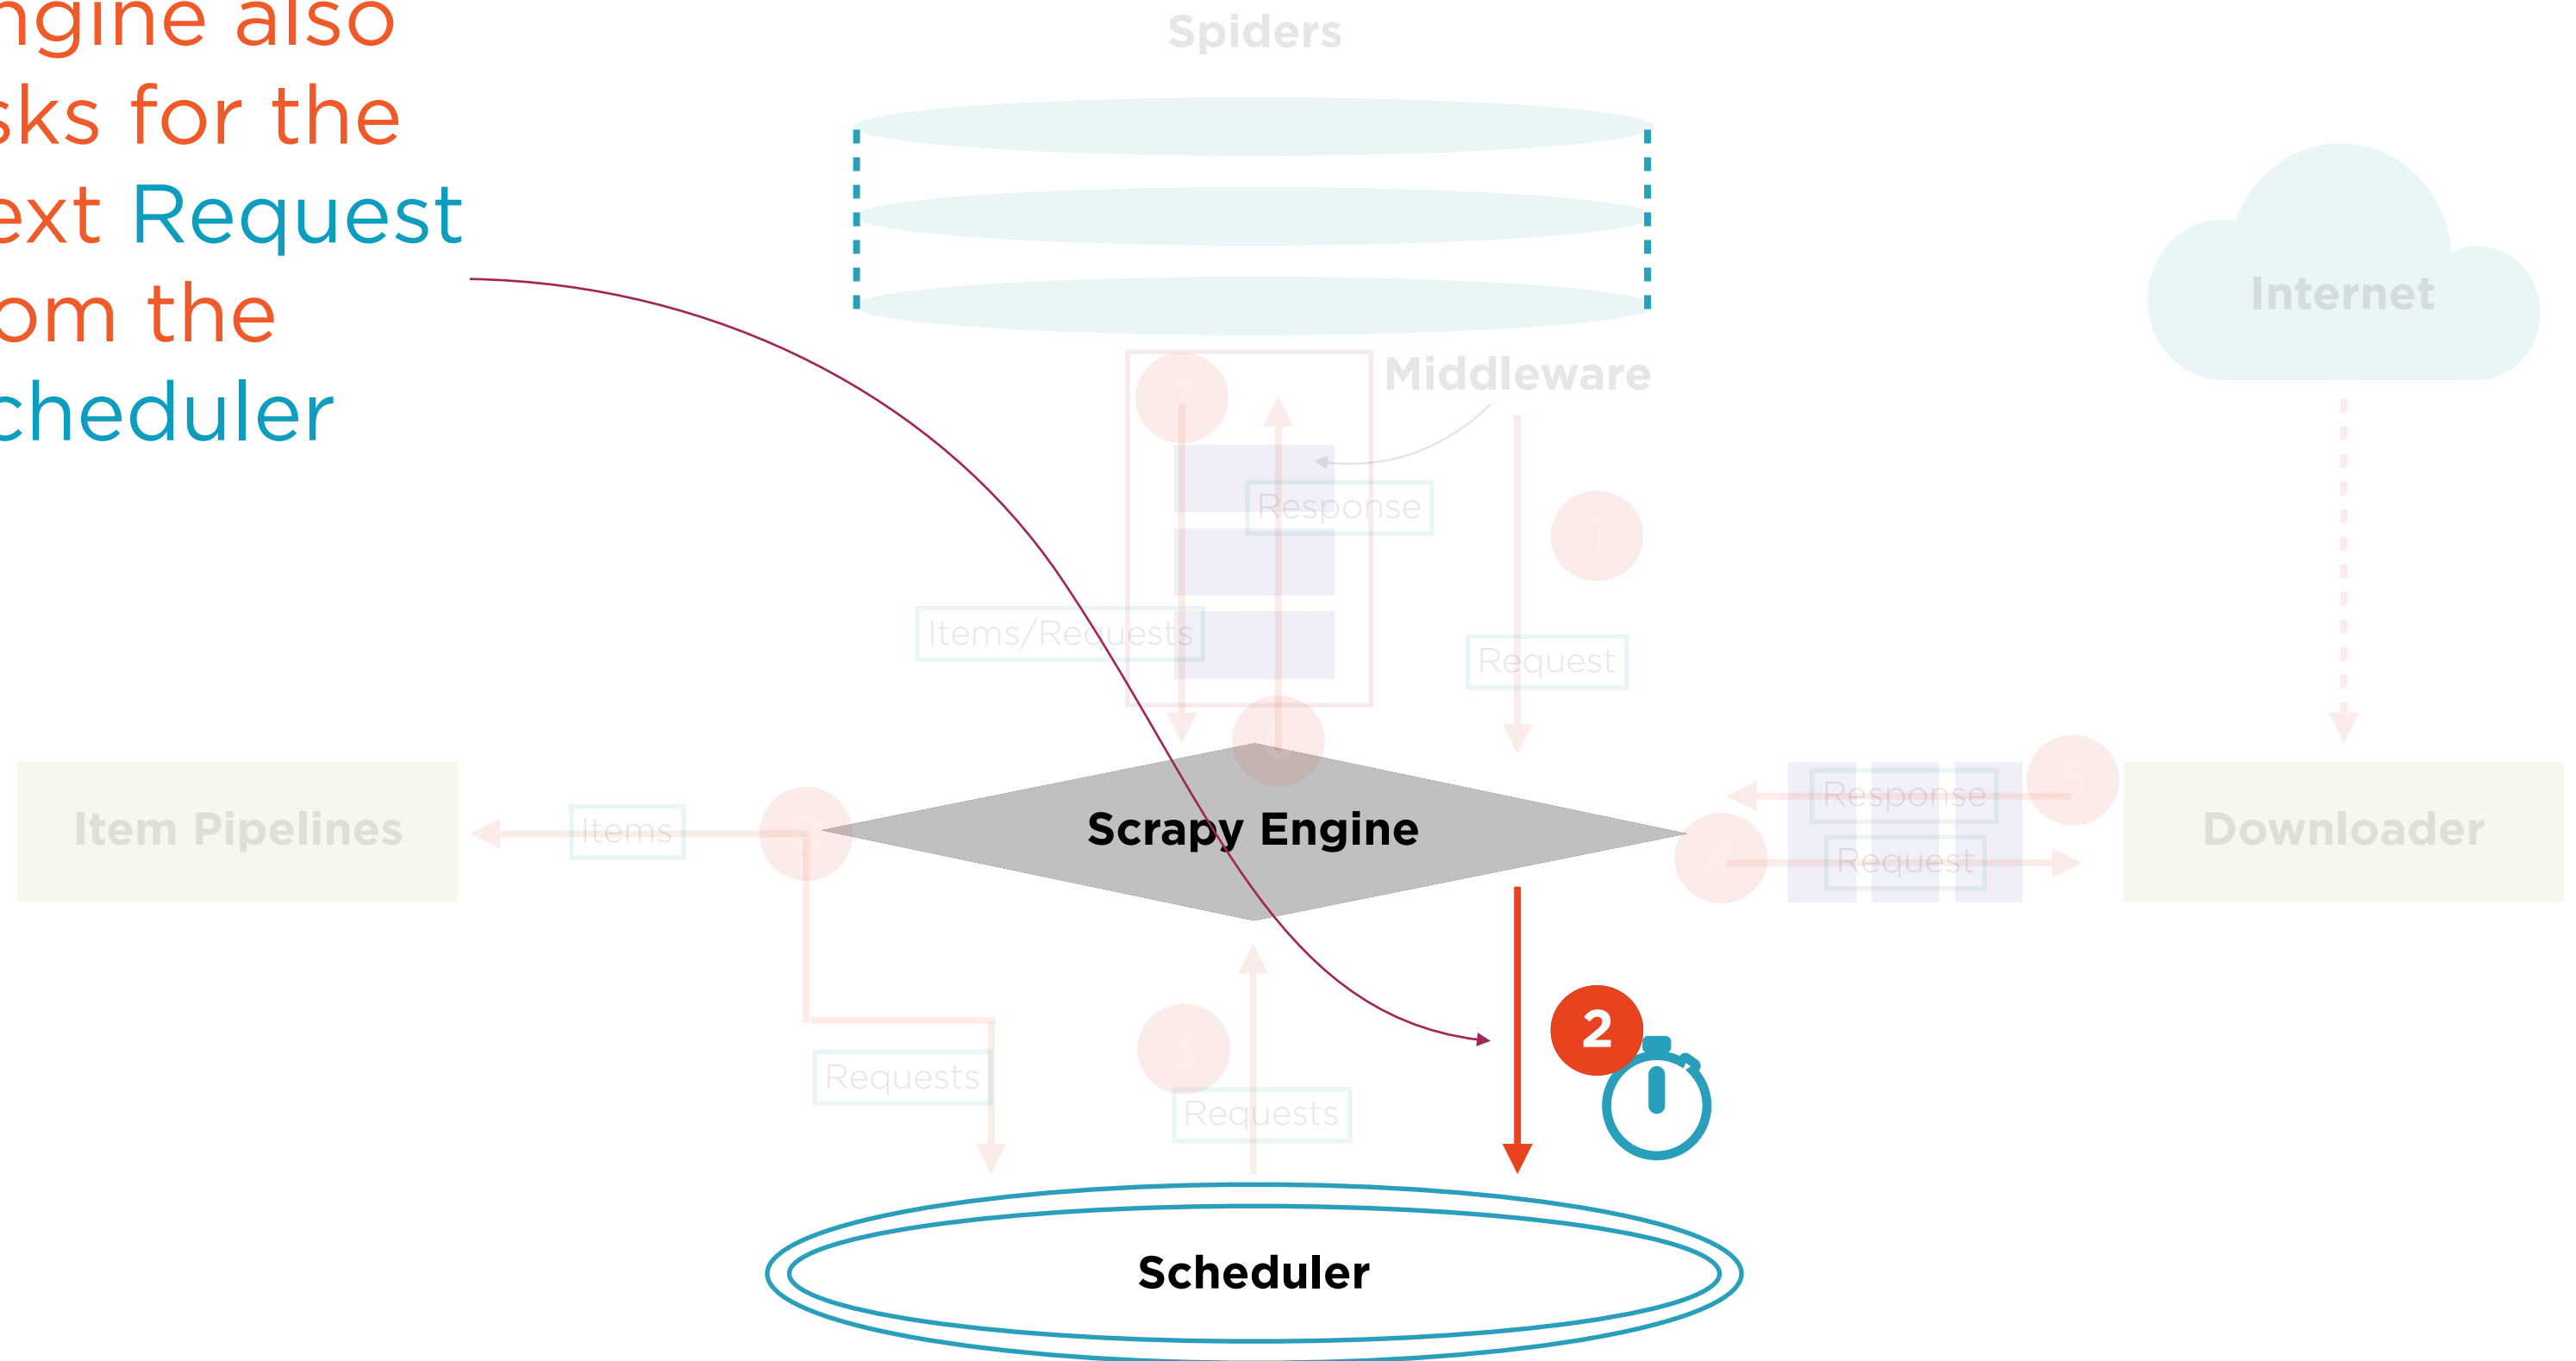 ngine also
sks for the
ext Request
om the
cheduler
Spiders
Internet
Middleware
Response
Items/Requests
Request
Item Pipelines
Items
Scrapy Engine
Response
Request
Downloader
2
Requests
Requests
Scheduler